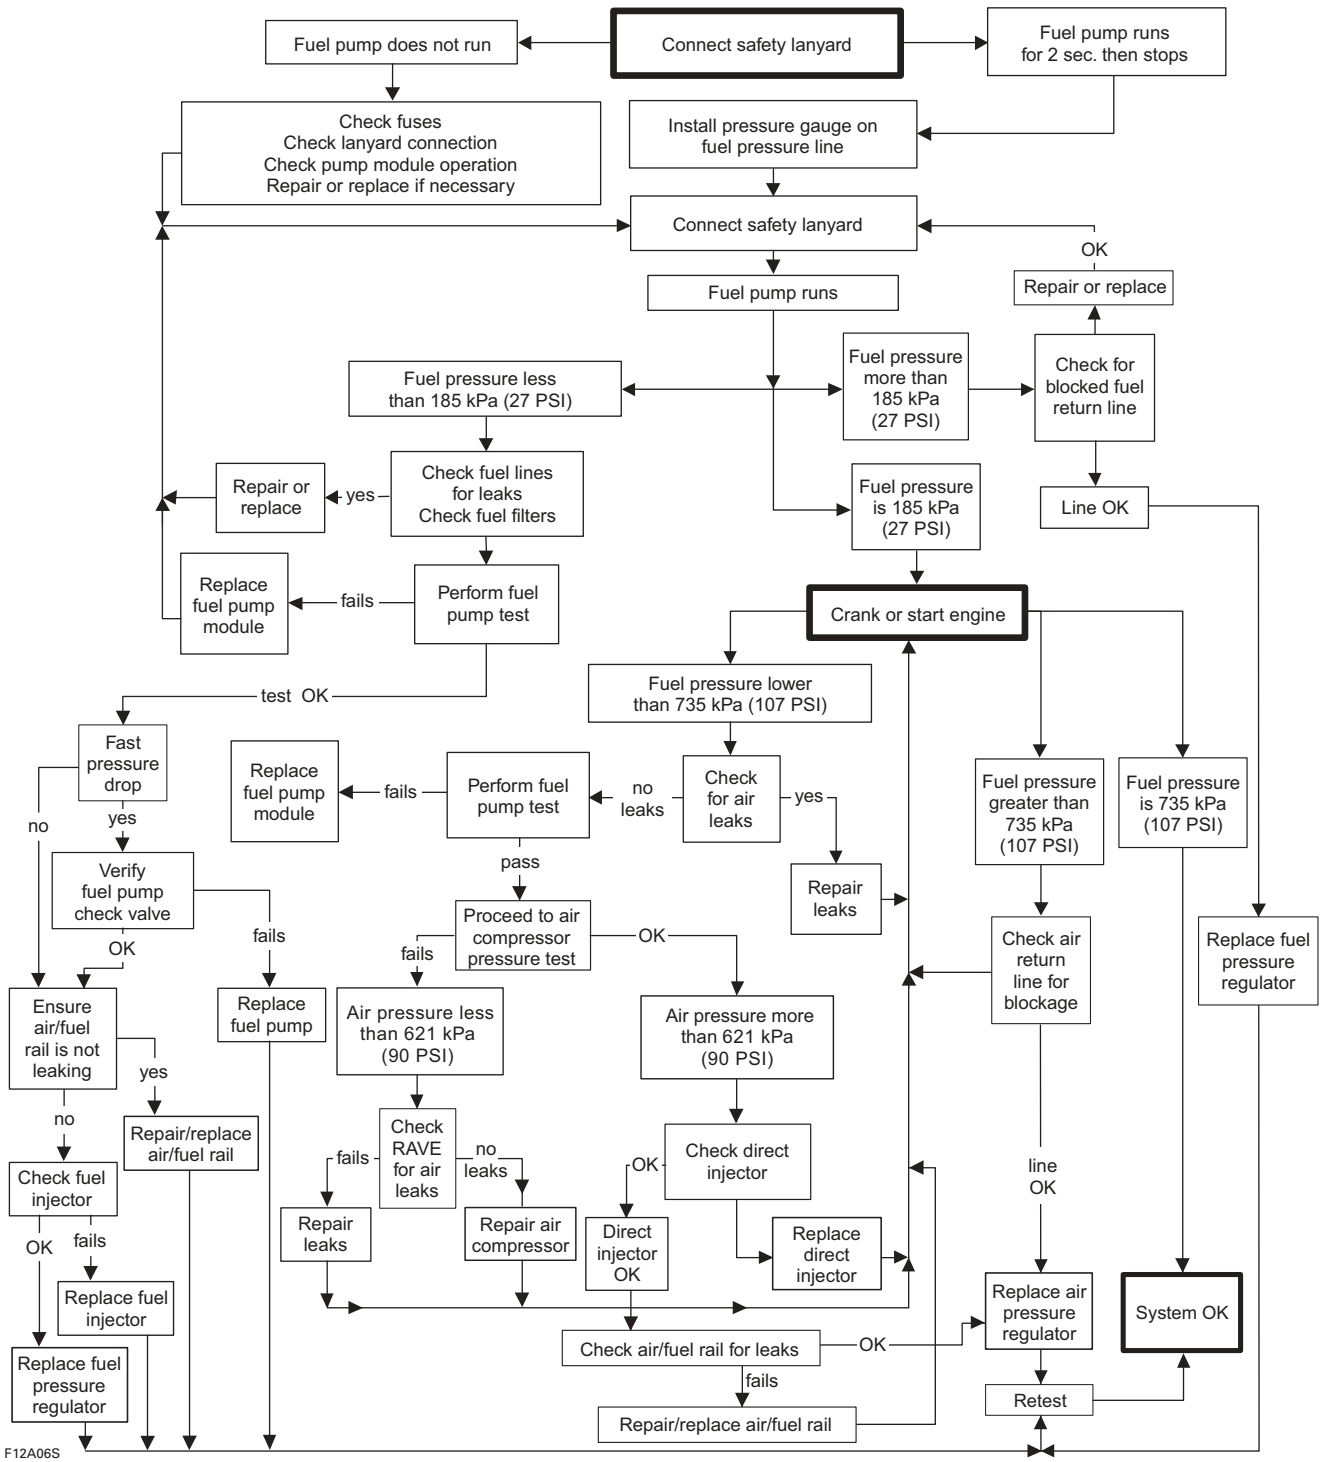 Fuel pump does not run
Connect safety lanyard
Fuel pump runs
for 2 sec. then stops
Check fuses
Check lanyard connection
Check pump module operation
Repair or replace if necessary
Install pressure gauge on
fuel pressure line
Connect safety lanyard
OK
Repair or replace
Fuel pump runs
Fuel pressure less
than 185 kPa (27 PSI)
Fuel pressure
more than
185 kPa
(27 PSI)
Check for
blocked fuel
return line
Repair or
replace
yes
Check fuel lines
for leaks
Check fuel filters
Fuel pressure
is 185 kPa
(27 PSI)
Line OK
Replace
fuel pump
module
fails
Perform fuel
pump test
Crank or start engine
test OK
Fuel pressure lower
than 735 kPa (107 PSI)
Fast
pressure
drop
Replace
fuel pump
module
fails
Perform fuel
pump test
no
leaks
Check
for air
leaks
yes
Fuel pressure
greater than
735 kPa
(107 PSI)
Fuel pressure
is 735 kPa
(107 PSI)
no
yes
pass
Verify
fuel pump
check valve
Repair
leaks
fails
OK
Proceed to air
compressor
pressure test
fails
OK
Check air
return
line for
blockage
Replace fuel
pressure
regulator
Ensure
air/fuel
rail is not
leaking
Replace
fuel pump
Air pressure less
than 621 kPa
(90 PSI)
Air pressure more
than 621 kPa
(90 PSI)
yes
no
Repair/replace
air/fuel rail
fails
Check
RAVE
for air
leaks
no
leaks
OK
Check direct
injector
line
OK
Check fuel
injector
Repair
leaks
Repair air
compressor
Direct
injector
OK
Replace
direct
injector
OK
fails
Replace fuel
injector
Replace air
pressure
regulator
System OK
Check air/fuel rail for leaks
OK
Replace fuel
pressure
regulator
fails
Retest
Repair/replace air/fuel rail
F12A06S